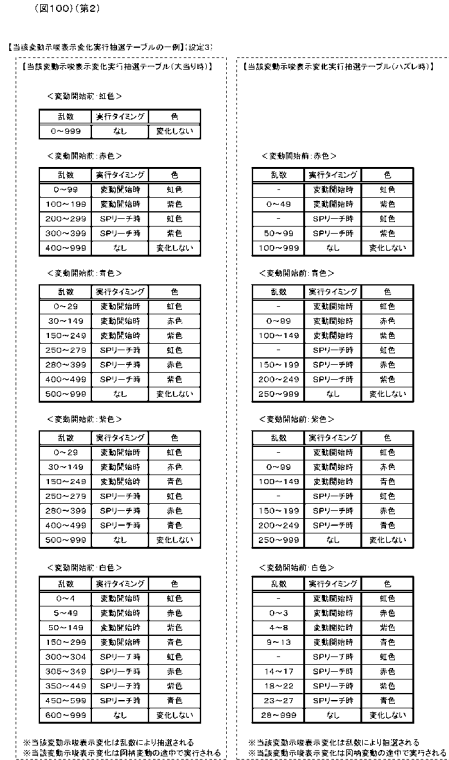 (図100)(第2)
【当該変動示唆表示変化実行抽選テーブルの一例】(設定3)
【当該変動示唆表示変化実行抽選テーブル(大当り時)】
<変動開始前:虹色>
乱数 実行タイミング 色
0～999 なし 変化しない
<変動開始前:赤色>
乱数 実行タイミング 色
0～99 変動開始時 虹色
100～199 変動開始時 紫色
200～299 SPリーチ時 虹色
300～399 SPリーチ時 紫色
400～999 なし 変化しない
<変動開始前:青色>
乱数 実行タイミング 色
0～29 変動開始時 虹色
30～149 変動開始時 赤色
150～249 変動開始時 紫色
250～279 SPリーチ時 虹色
280～399 SPリーチ時 赤色
400～499 SPリーチ時 紫色
500～999 なし 変化しない
<変動開始前:紫色>
乱数 実行タイミング 色
0～29 変動開始時 虹色
30～149 変動開始時 赤色
150～249 変動開始時 青色
250～279 SPリーチ時 虹色
280～399 SPリーチ時 赤色
400～499 SPリーチ時 青色
500～999 なし 変化しない
<変動開始前:白色>
乱数 実行タイミング 色
0～4 変動開始時 虹色
5～49 変動開始時 赤色
50～149 変動開始時 紫色
150～299 変動開始時 青色
300～304 SPリーチ時 虹色
305～349 SPリーチ時 赤色
350～449 SPリーチ時 紫色
450～599 SPリーチ時 青色
600～999 なし 変化しない
※当該変動示唆表示変化は乱数により抽選される
※当該変動示唆表示変化は図柄変動の途中で実行される
【当該変動示唆表示変化実行抽選テーブル(ハズレ時)】
<変動開始前:赤色>
乱数 実行タイミング 色
- 変動開始時 虹色
0～49 変動開始時 紫色
- SPリーチ時 虹色
50～99 SPリーチ時 紫色
100～999 なし 変化しない
<変動開始前:青色>
乱数 実行タイミング 色
- 変動開始時 虹色
0～99 変動開始時 赤色
100～149 変動開始時 紫色
- SPリーチ時 虹色
150～199 SPリーチ時 赤色
200～249 SPリーチ時 紫色
250～999 なし 変化しない
<変動開始前:紫色>
乱数 実行タイミング 色
- 変動開始時 虹色
0～99 変動開始時 赤色
100～149 変動開始時 青色
- SPリーチ時 虹色
150～199 SPリーチ時 赤色
200～249 SPリーチ時 青色
250～999 なし 変化しない
<変動開始前:白色>
乱数 実行タイミング 色
- 変動開始時 虹色
0～3 変動開始時 赤色
4～8 変動開始時 紫色
9～13 変動開始時 青色
- SPリーチ時 虹色
14～17 SPリーチ時 赤色
18～22 SPリーチ時 紫色
23～27 SPリーチ時 青色
28～999 なし 変化しない
※当該変動示唆表示変化は乱数により抽選される
※当該変動示唆表示変化は図柄変動の途中で実行される